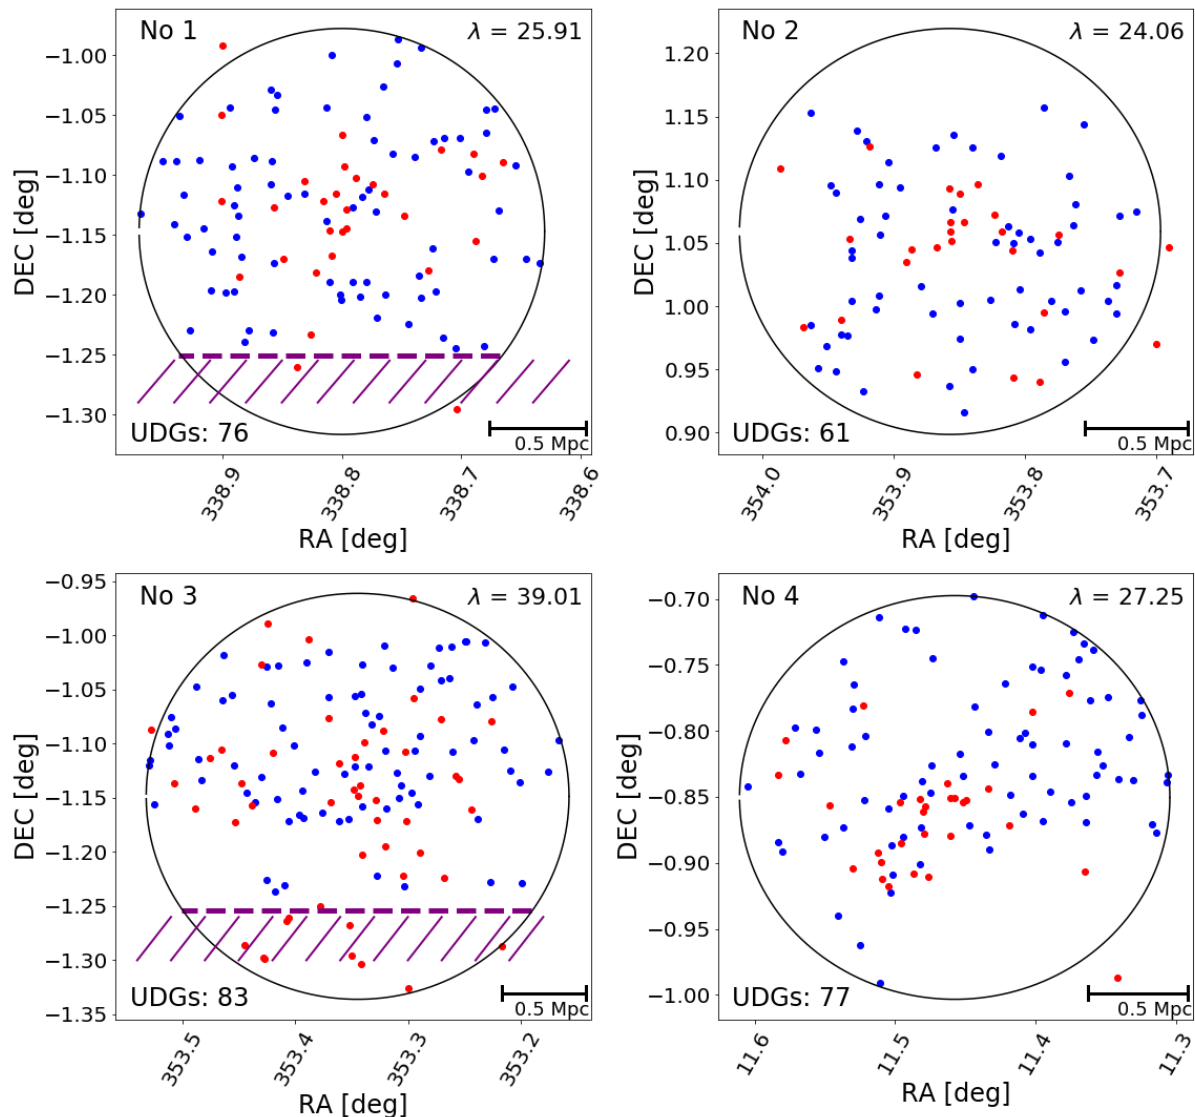 No 1 λ = 25.91
−1.00
−1.05
−1.10
−1.15
−1.20
−1.25
−1.30
DEC [deg]
UDGs: 76
0.5 Mpc
338.9 338.8 338.7 338.6
RA [deg]
No 2 λ = 24.06
1.20
1.15
1.10
1.05
1.00
0.95
0.90
DEC [deg]
UDGs: 61
0.5 Mpc
354.0 353.9 353.8 353.7
RA [deg]
No 3 λ = 39.01
−0.95
−1.00
−1.05
−1.10
−1.15
−1.20
−1.25
−1.30
−1.35
DEC [deg]
UDGs: 83
0.5 Mpc
353.5 353.4 353.3 353.2
RA [deg]
No 4 λ = 27.25
−0.70
−0.75
−0.80
−0.85
−0.90
−0.95
−1.00
DEC [deg]
UDGs: 77
0.5 Mpc
11.6 11.5 11.4 11.3
RA [deg]